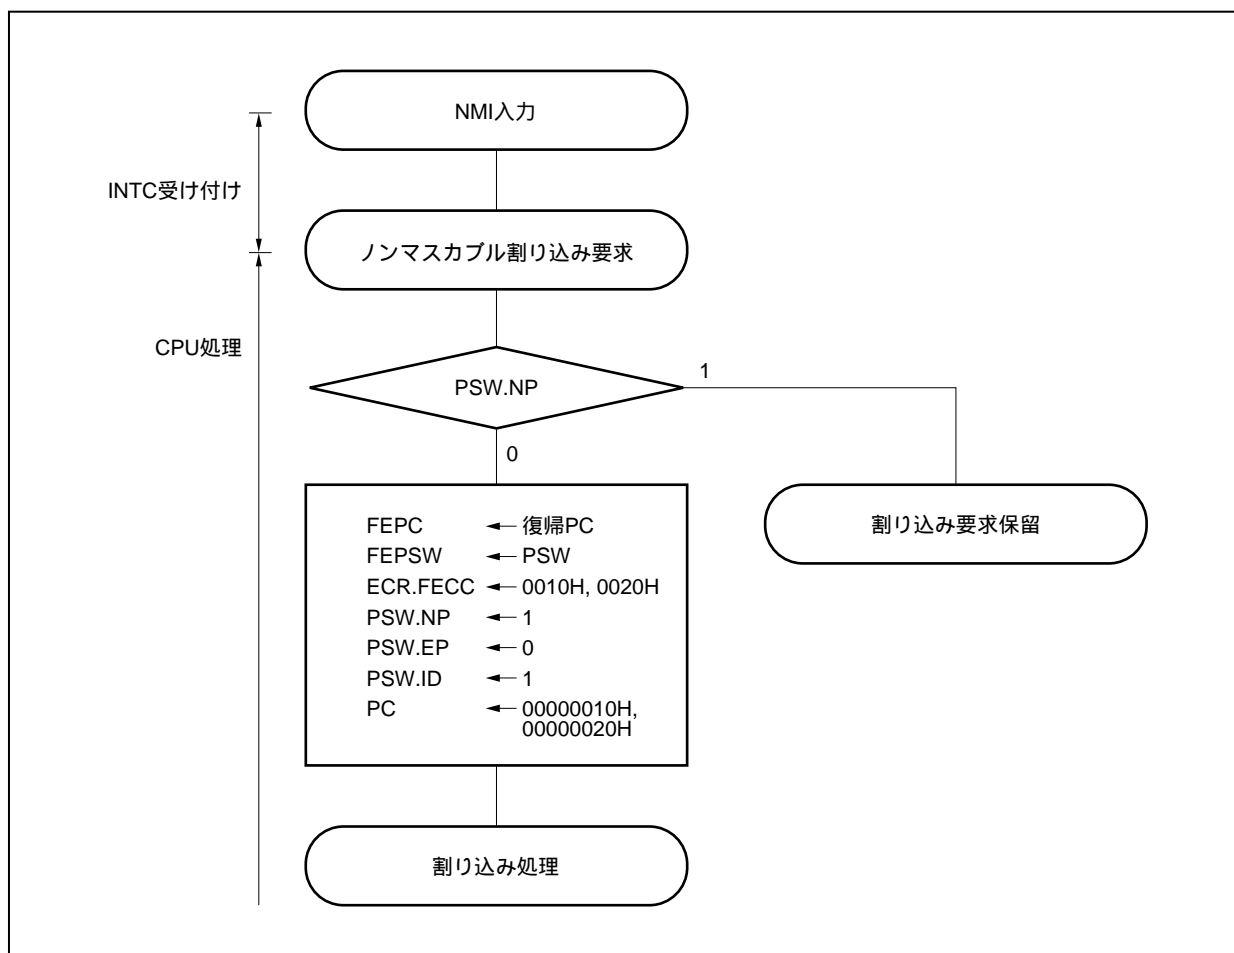 NMI入力
INTC受け付け
ノンマスカブル割り込み要求
CPU処理
PSW.NP
1
0
FEPC ← 復帰PC
FEPSW ← PSW
ECR.FECC ← 0010H, 0020H
PSW.NP ← 1
PSW.EP ← 0
PSW.ID ← 1
PC ← 00000010H,
00000020H
割り込み要求保留
割り込み処理